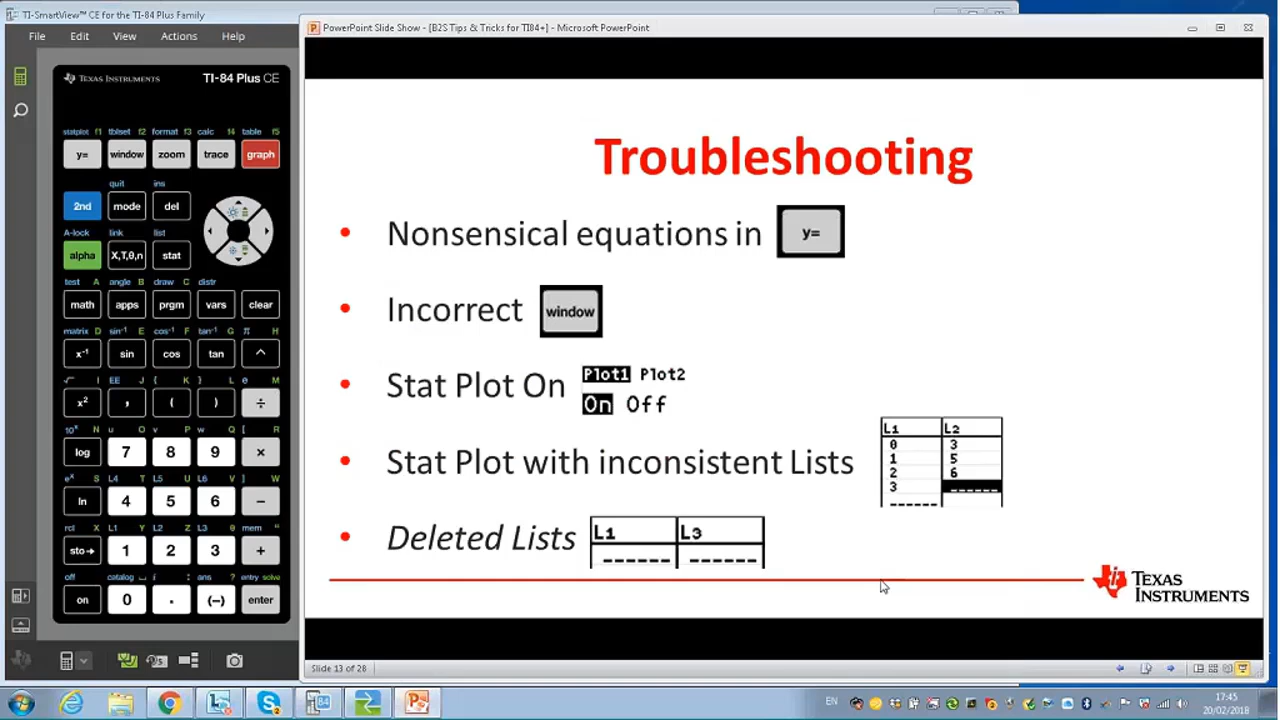 TI-SmartView™ CE for the TI-84 Plus Family
File Edit View Actions Help
TEXAS INSTRUMENTS TI-84 Plus CE
statplot f1 tblset f2 format f3 calc f4 table f5
y= window zoom trace graph
quit ins
2nd mode del
A-lock link list
alpha X,T,θ,n stat
test A angle B draw C distr
math apps prgm vars clear
matrix D sin⁻¹ E cos⁻¹ F tan⁻¹ G π H
x⁻¹ sin cos tan ^
√ I EE J { K } L e M
x² , ( ) ÷
10ˣ N u O v P w Q [ R
log 7 8 9 ×
eˣ S L4 T L5 U L6 V ] W
ln 4 5 6 −
rcl X L1 Y L2 Z L3 θ mem "
sto→ 1 2 3 +
off catalog i : ans ? entry solve
on 0 . (−) enter
PowerPoint Slide Show - [B2S Tips & Tricks for TI84+] - Microsoft PowerPoint
Troubleshooting
• Nonsensical equations in y=
• Incorrect window
• Stat Plot On Plot1 Plot2
On Off
• Stat Plot with inconsistent Lists
L1 L2
0 3
1 5
2 6
3 ------
------
• Deleted Lists L1 L3
------ ------
TEXAS INSTRUMENTS
Slide 13 of 28
EN
17:45
20/02/2018